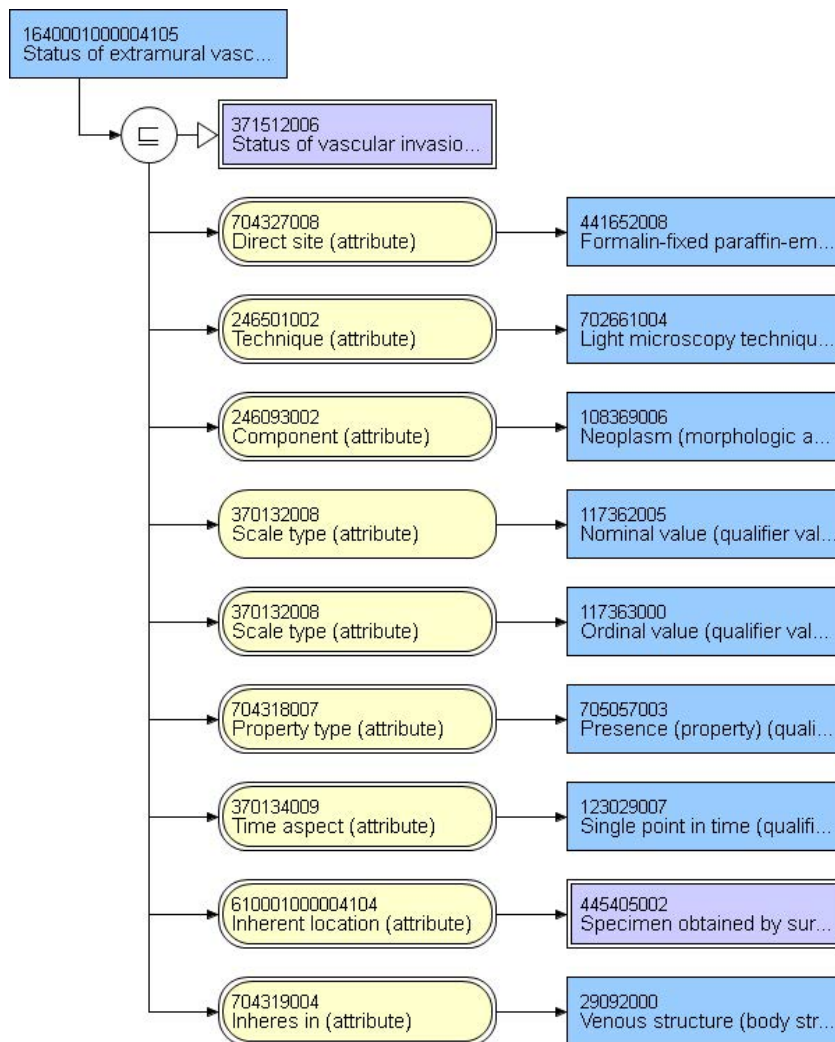 1640001000004105
Status of extramural vasc...
⊑
371512006
Status of vascular invasio...
704327008
Direct site (attribute)
441652008
Formalin-fixed paraffin-em...
246501002
Technique (attribute)
702661004
Light microscopy techniqu...
246093002
Component (attribute)
108369006
Neoplasm (morphologic a...
370132008
Scale type (attribute)
117362005
Nominal value (qualifier val...
370132008
Scale type (attribute)
117363000
Ordinal value (qualifier val...
704318007
Property type (attribute)
705057003
Presence (property) (quali...
370134009
Time aspect (attribute)
123029007
Single point in time (qualifi...
610001000004104
Inherent location (attribute)
445405002
Specimen obtained by sur...
704319004
Inheres in (attribute)
29092000
Venous structure (body str...